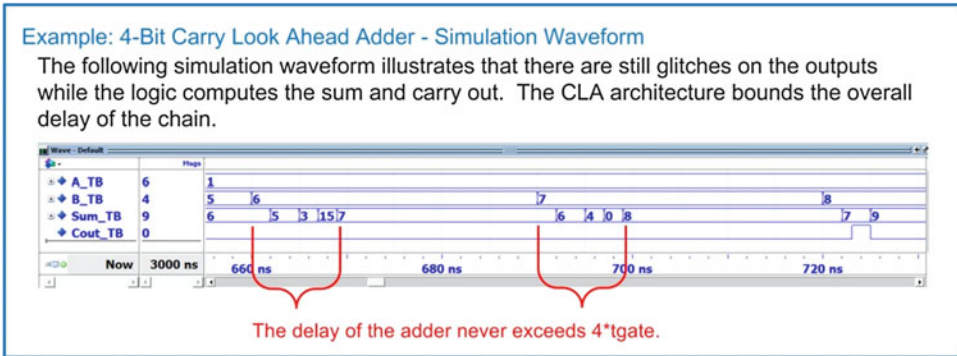 Example: 4-Bit Carry Look Ahead Adder - Simulation Waveform
The following simulation waveform illustrates that there are still glitches on the outputs
while the logic computes the sum and carry out. The CLA architecture bounds the overall
delay of the chain.
Wave - Default
Msgs
A_TB 6 1
B_TB 4 5 6 7 8
Sum_TB 9 6 5 3 15 7 6 4 0 8 7 9
Cout_TB 0
Now 3000 ns 660 ns 680 ns 700 ns 720 ns
The delay of the adder never exceeds 4*tgate.